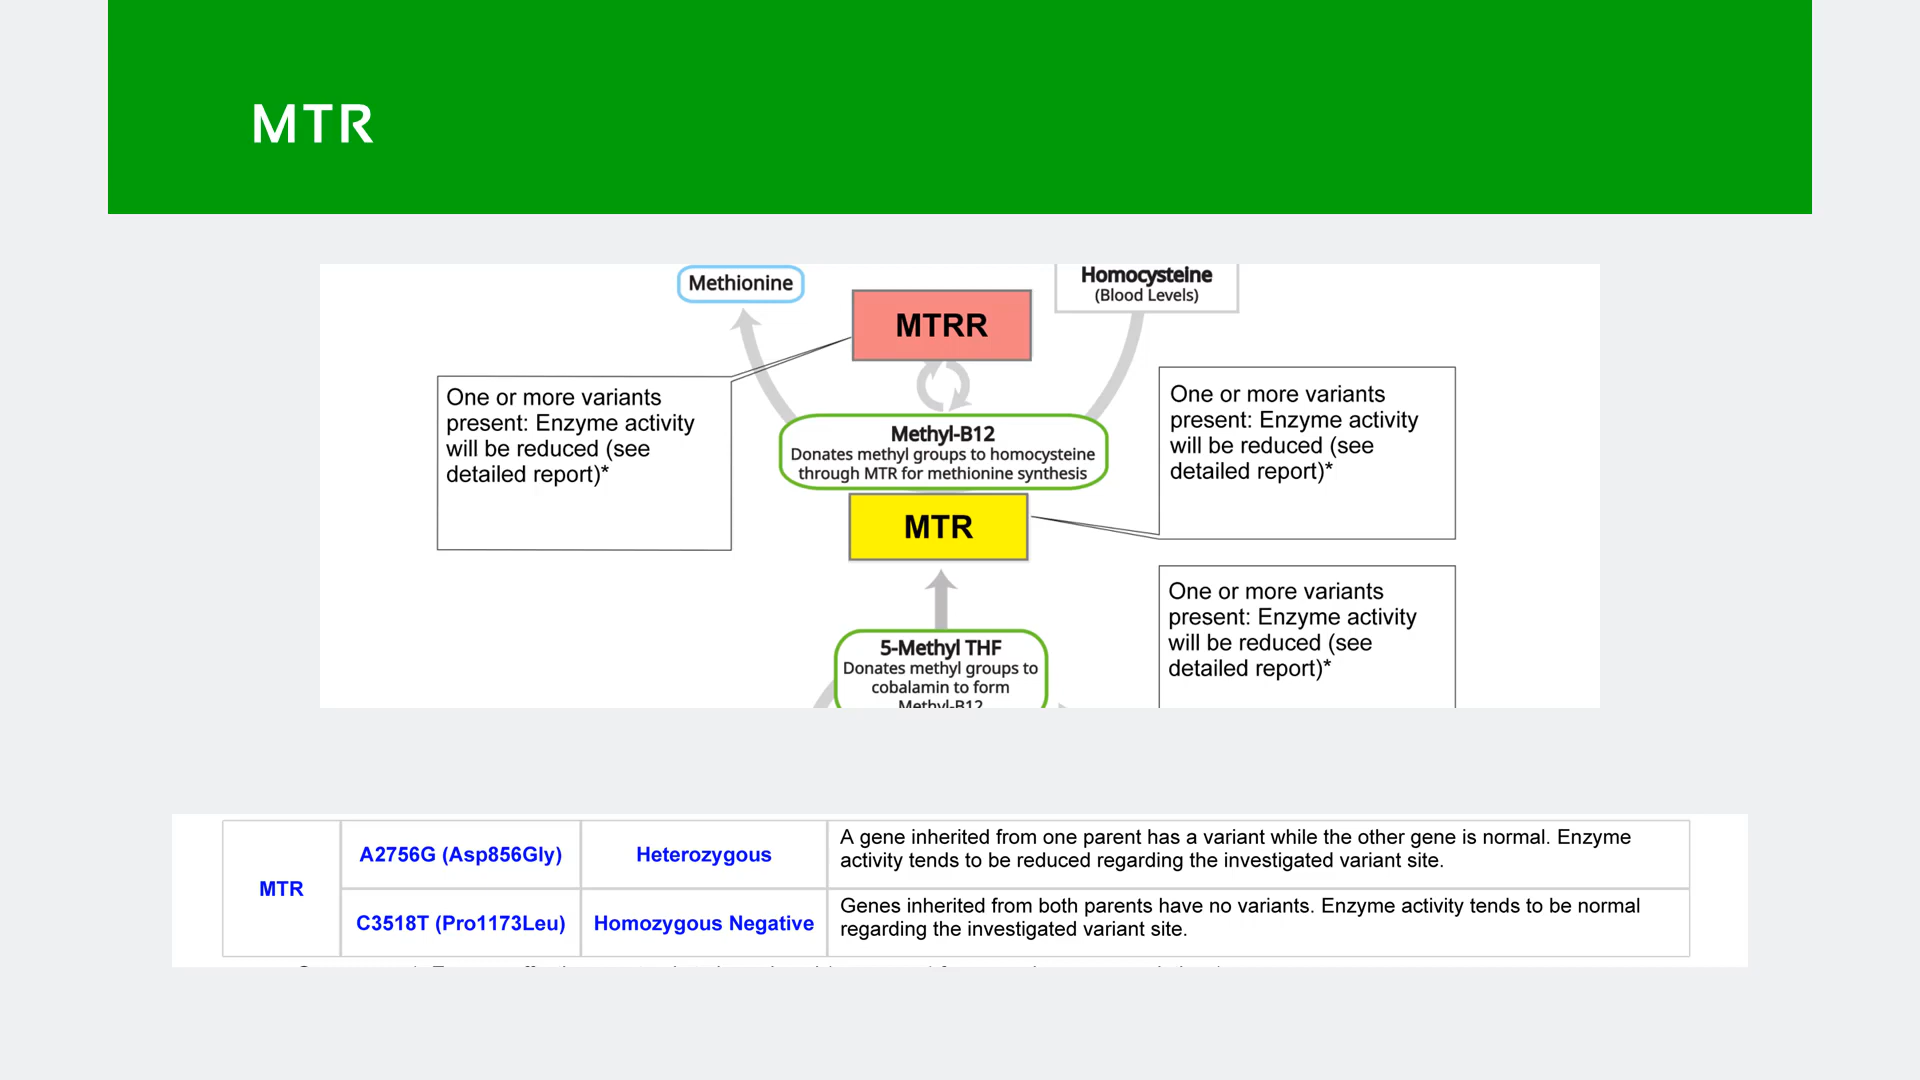 MTR
Methionine
Homocysteine
(Blood Levels)
MTRR
One or more variants
present: Enzyme activity
will be reduced (see
detailed report)*
One or more variants
present: Enzyme activity
will be reduced (see
detailed report)*
Methyl-B12
Donates methyl groups to homocysteine
through MTR for methionine synthesis
MTR
One or more variants
present: Enzyme activity
will be reduced (see
detailed report)*
5-Methyl THF
Donates methyl groups to
cobalamin to form
Methyl-B12
MTR
A2756G (Asp856Gly)
Heterozygous
A gene inherited from one parent has a variant while the other gene is normal. Enzyme
activity tends to be reduced regarding the investigated variant site.
C3518T (Pro1173Leu)
Homozygous Negative
Genes inherited from both parents have no variants. Enzyme activity tends to be normal
regarding the investigated variant site.